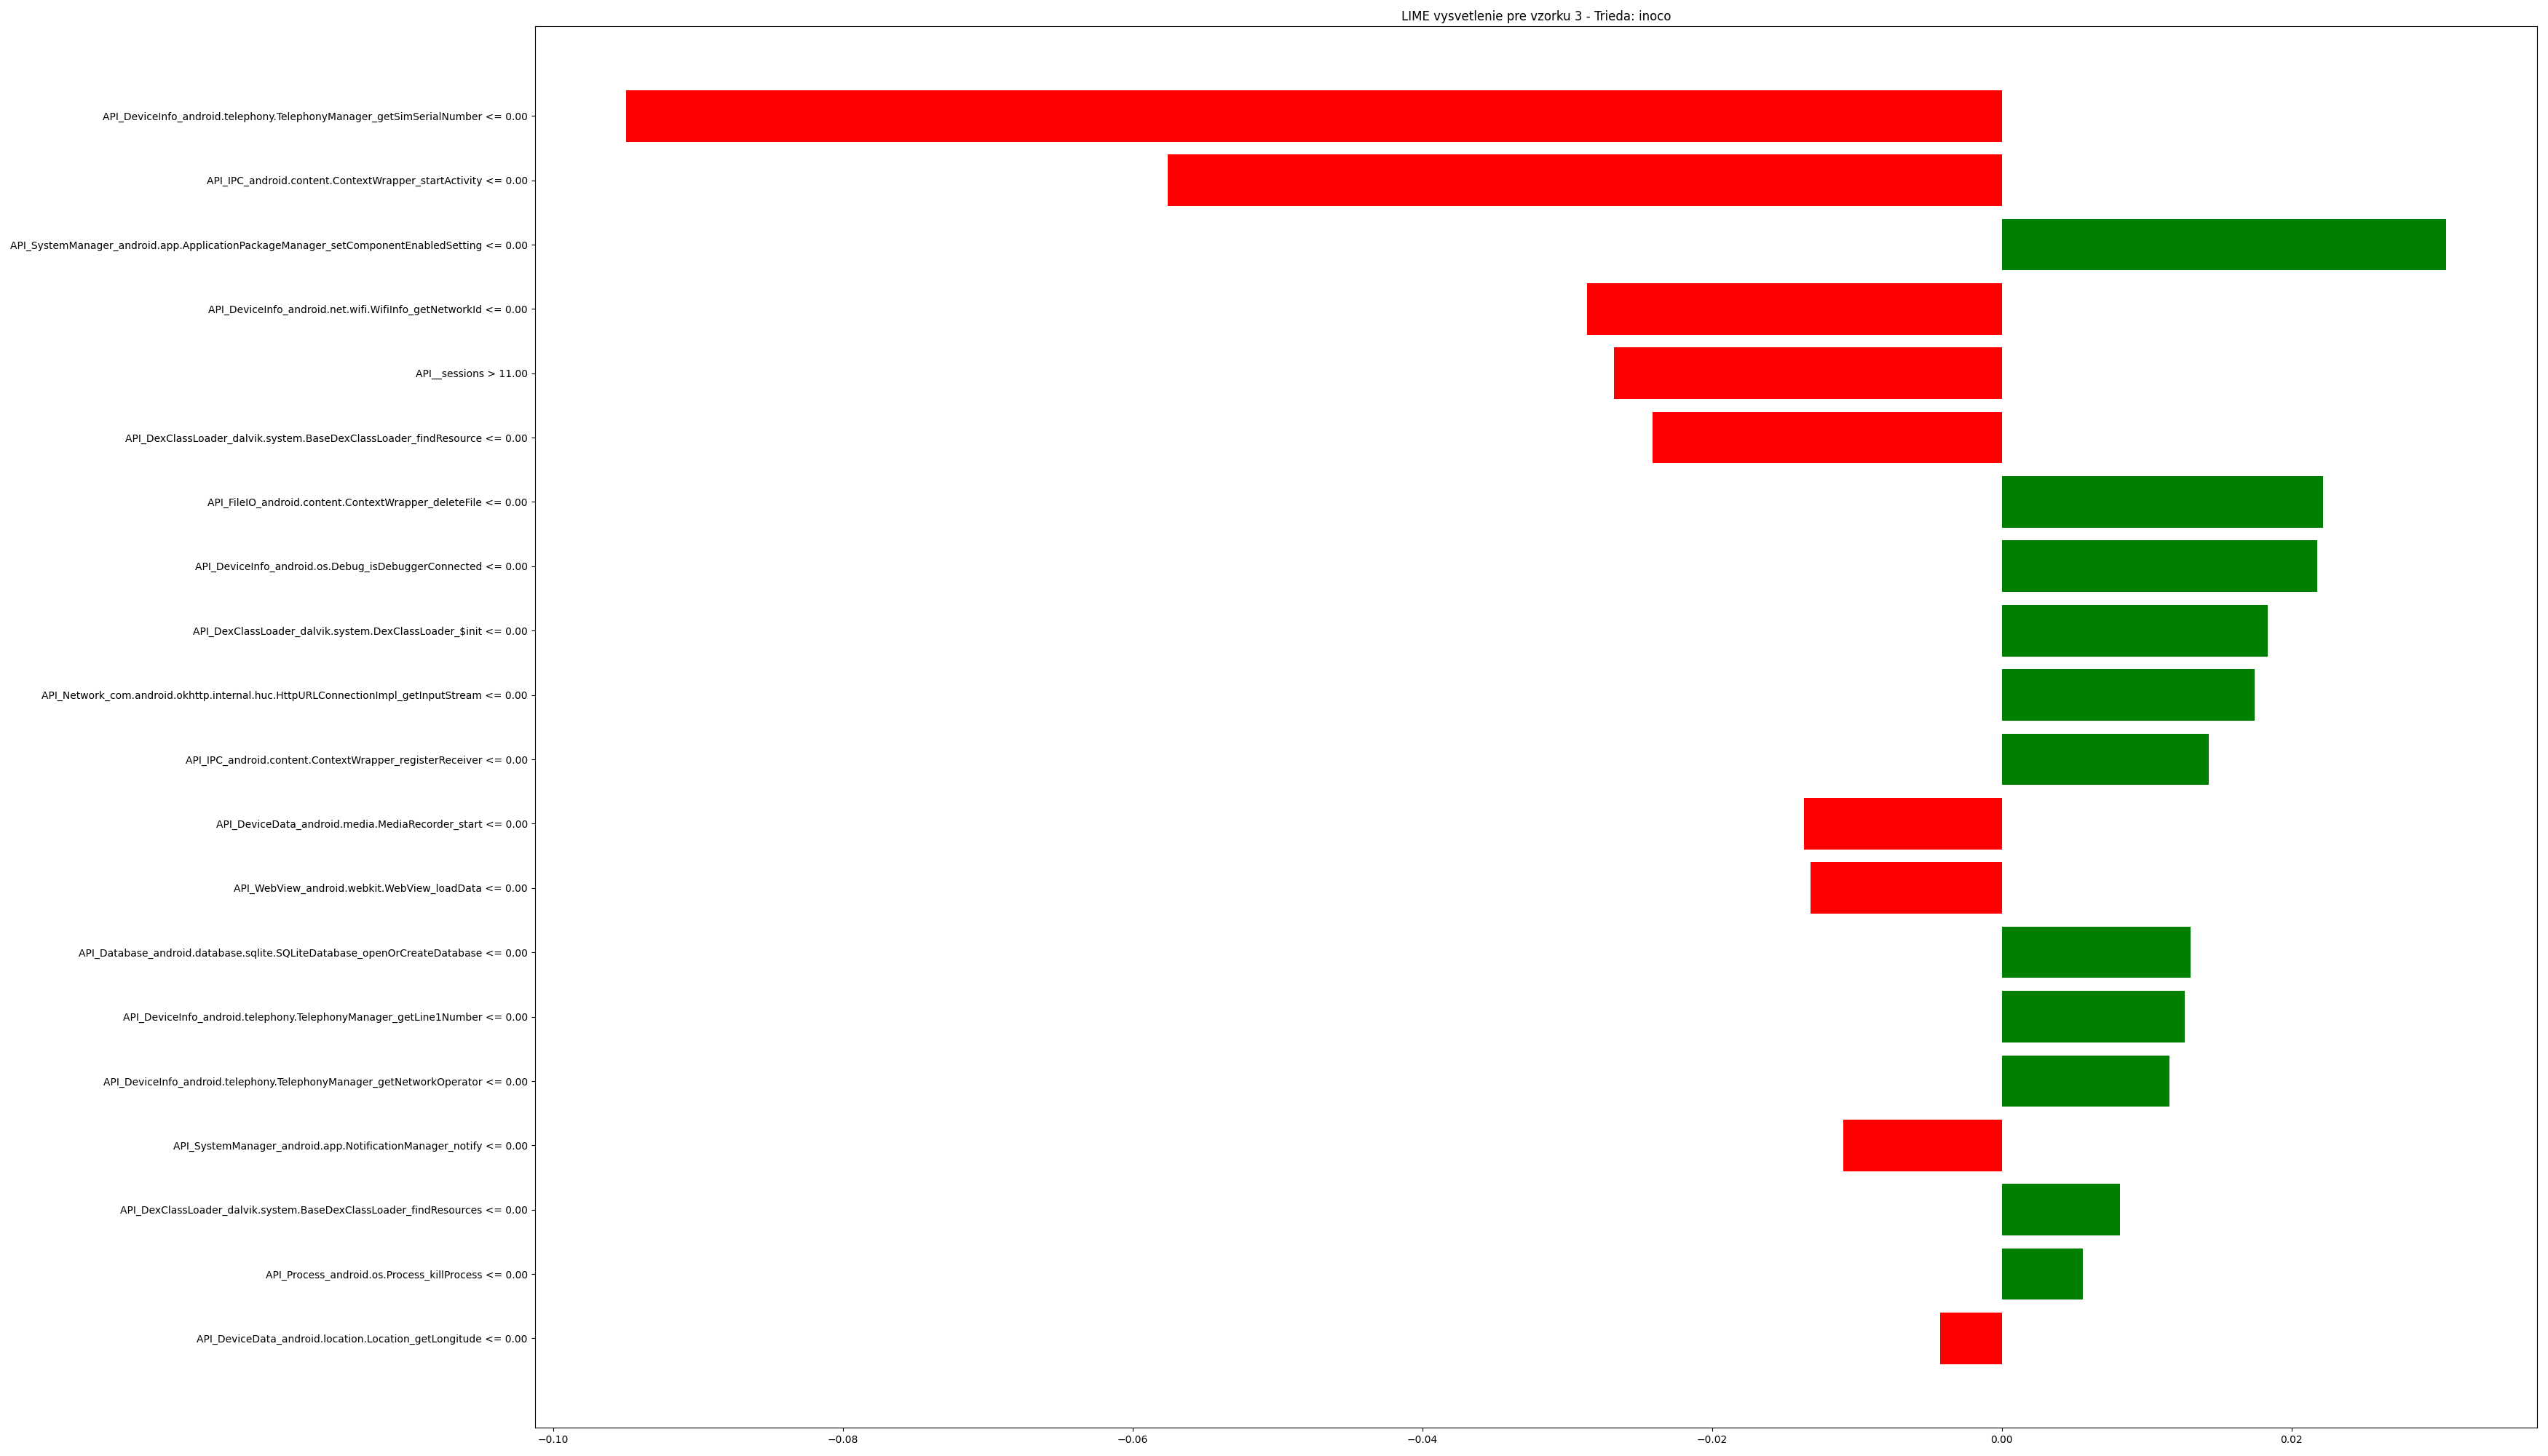 LIME vysvetlenie pre vzorku 3 - Trieda: inoco
API_DeviceInfo_android.telephony.TelephonyManager_getSimSerialNumber <= 0.00
API_IPC_android.content.ContextWrapper_startActivity <= 0.00
API_SystemManager_android.app.ApplicationPackageManager_setComponentEnabledSetting <= 0.00
API_DeviceInfo_android.net.wifi.WifiInfo_getNetworkId <= 0.00
API__sessions > 11.00
API_DexClassLoader_dalvik.system.BaseDexClassLoader_findResource <= 0.00
API_FileIO_android.content.ContextWrapper_deleteFile <= 0.00
API_DeviceInfo_android.os.Debug_isDebuggerConnected <= 0.00
API_DexClassLoader_dalvik.system.DexClassLoader_$init <= 0.00
API_Network_com.android.okhttp.internal.huc.HttpURLConnectionImpl_getInputStream <= 0.00
API_IPC_android.content.ContextWrapper_registerReceiver <= 0.00
API_DeviceData_android.media.MediaRecorder_start <= 0.00
API_WebView_android.webkit.WebView_loadData <= 0.00
API_Database_android.database.sqlite.SQLiteDatabase_openOrCreateDatabase <= 0.00
API_DeviceInfo_android.telephony.TelephonyManager_getLine1Number <= 0.00
API_DeviceInfo_android.telephony.TelephonyManager_getNetworkOperator <= 0.00
API_SystemManager_android.app.NotificationManager_notify <= 0.00
API_DexClassLoader_dalvik.system.BaseDexClassLoader_findResources <= 0.00
API_Process_android.os.Process_killProcess <= 0.00
API_DeviceData_android.location.Location_getLongitude <= 0.00
−0.10 −0.08 −0.06 −0.04 −0.02 0.00 0.02